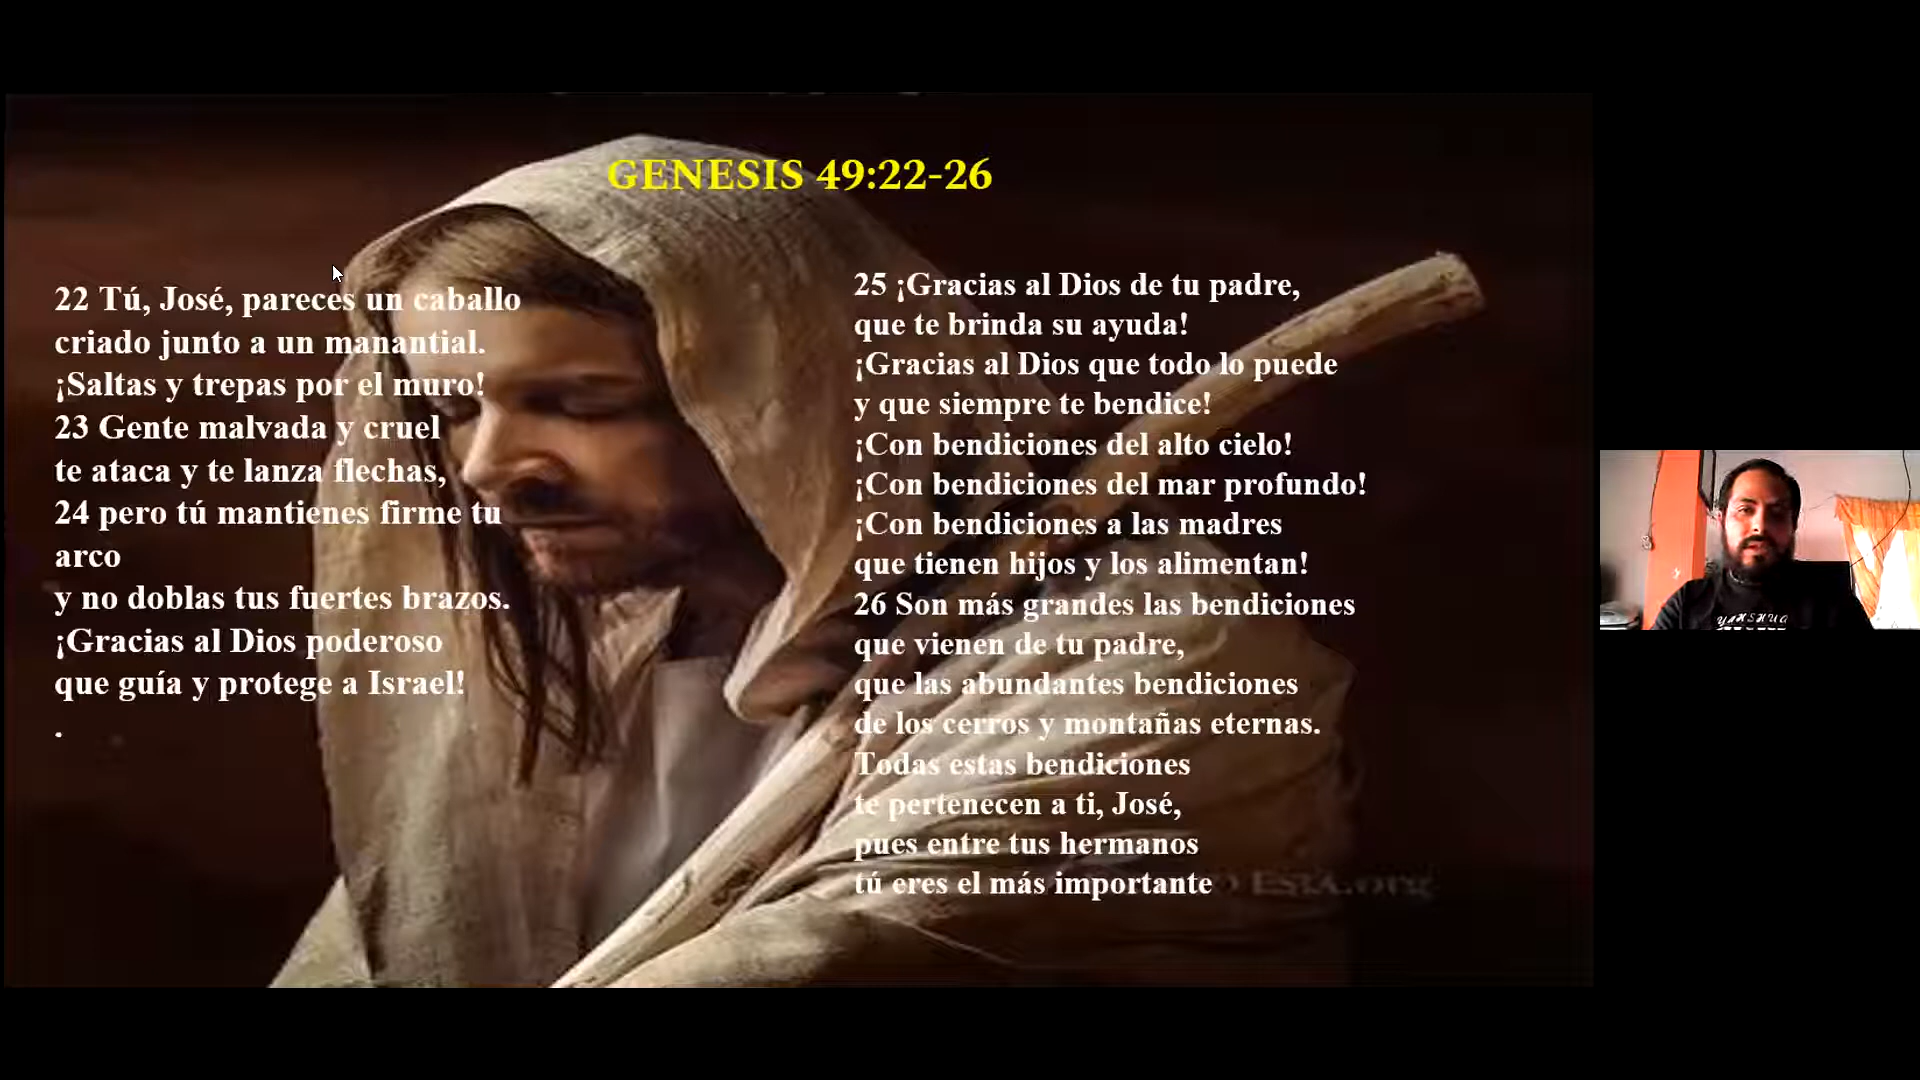 GENESIS 49:22-26
22 Tú, José, pareces un caballo
criado junto a un manantial.
¡Saltas y trepas por el muro!
23 Gente malvada y cruel
te ataca y te lanza flechas,
24 pero tú mantienes firme tu
arco
y no doblas tus fuertes brazos.
¡Gracias al Dios poderoso
que guía y protege a Israel!
.
25 ¡Gracias al Dios de tu padre,
que te brinda su ayuda!
¡Gracias al Dios que todo lo puede
y que siempre te bendice!
¡Con bendiciones del alto cielo!
¡Con bendiciones del mar profundo!
¡Con bendiciones a las madres
que tienen hijos y los alimentan!
26 Son más grandes las bendiciones
que vienen de tu padre,
que las abundantes bendiciones
de los cerros y montañas eternas.
Todas estas bendiciones
te pertenecen a ti, José,
pues entre tus hermanos
tú eres el más importante
YAHSHUA